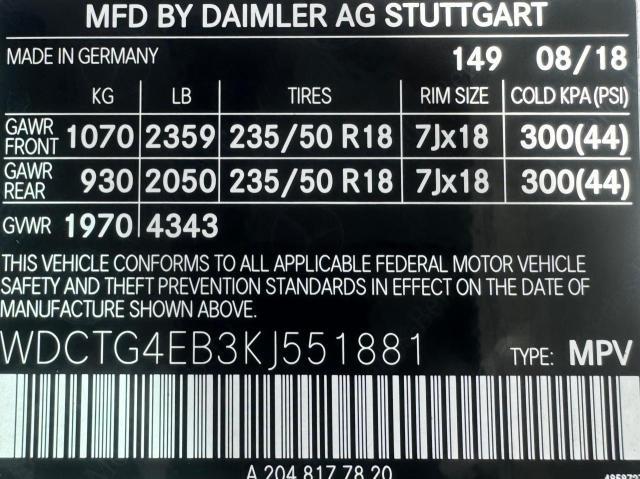 MFD BY DAIMLER AG STUTTGART
MADE IN GERMANY 149 08/18
KG LB TIRES RIM SIZE COLD KPA(PSI)
GAWR FRONT 1070 2359 235/50 R18 7Jx18 300(44)
GAWR REAR 930 2050 235/50 R18 7Jx18 300(44)
GVWR 1970 4343
THIS VEHICLE CONFORMS TO ALL APPLICABLE FEDERAL MOTOR VEHICLE
SAFETY AND THEFT PREVENTION STANDARDS IN EFFECT ON THE DATE OF
MANUFACTURE SHOWN ABOVE.
WDCTG4EB3KJ551881 TYPE: MPV
A 204 817 78 20